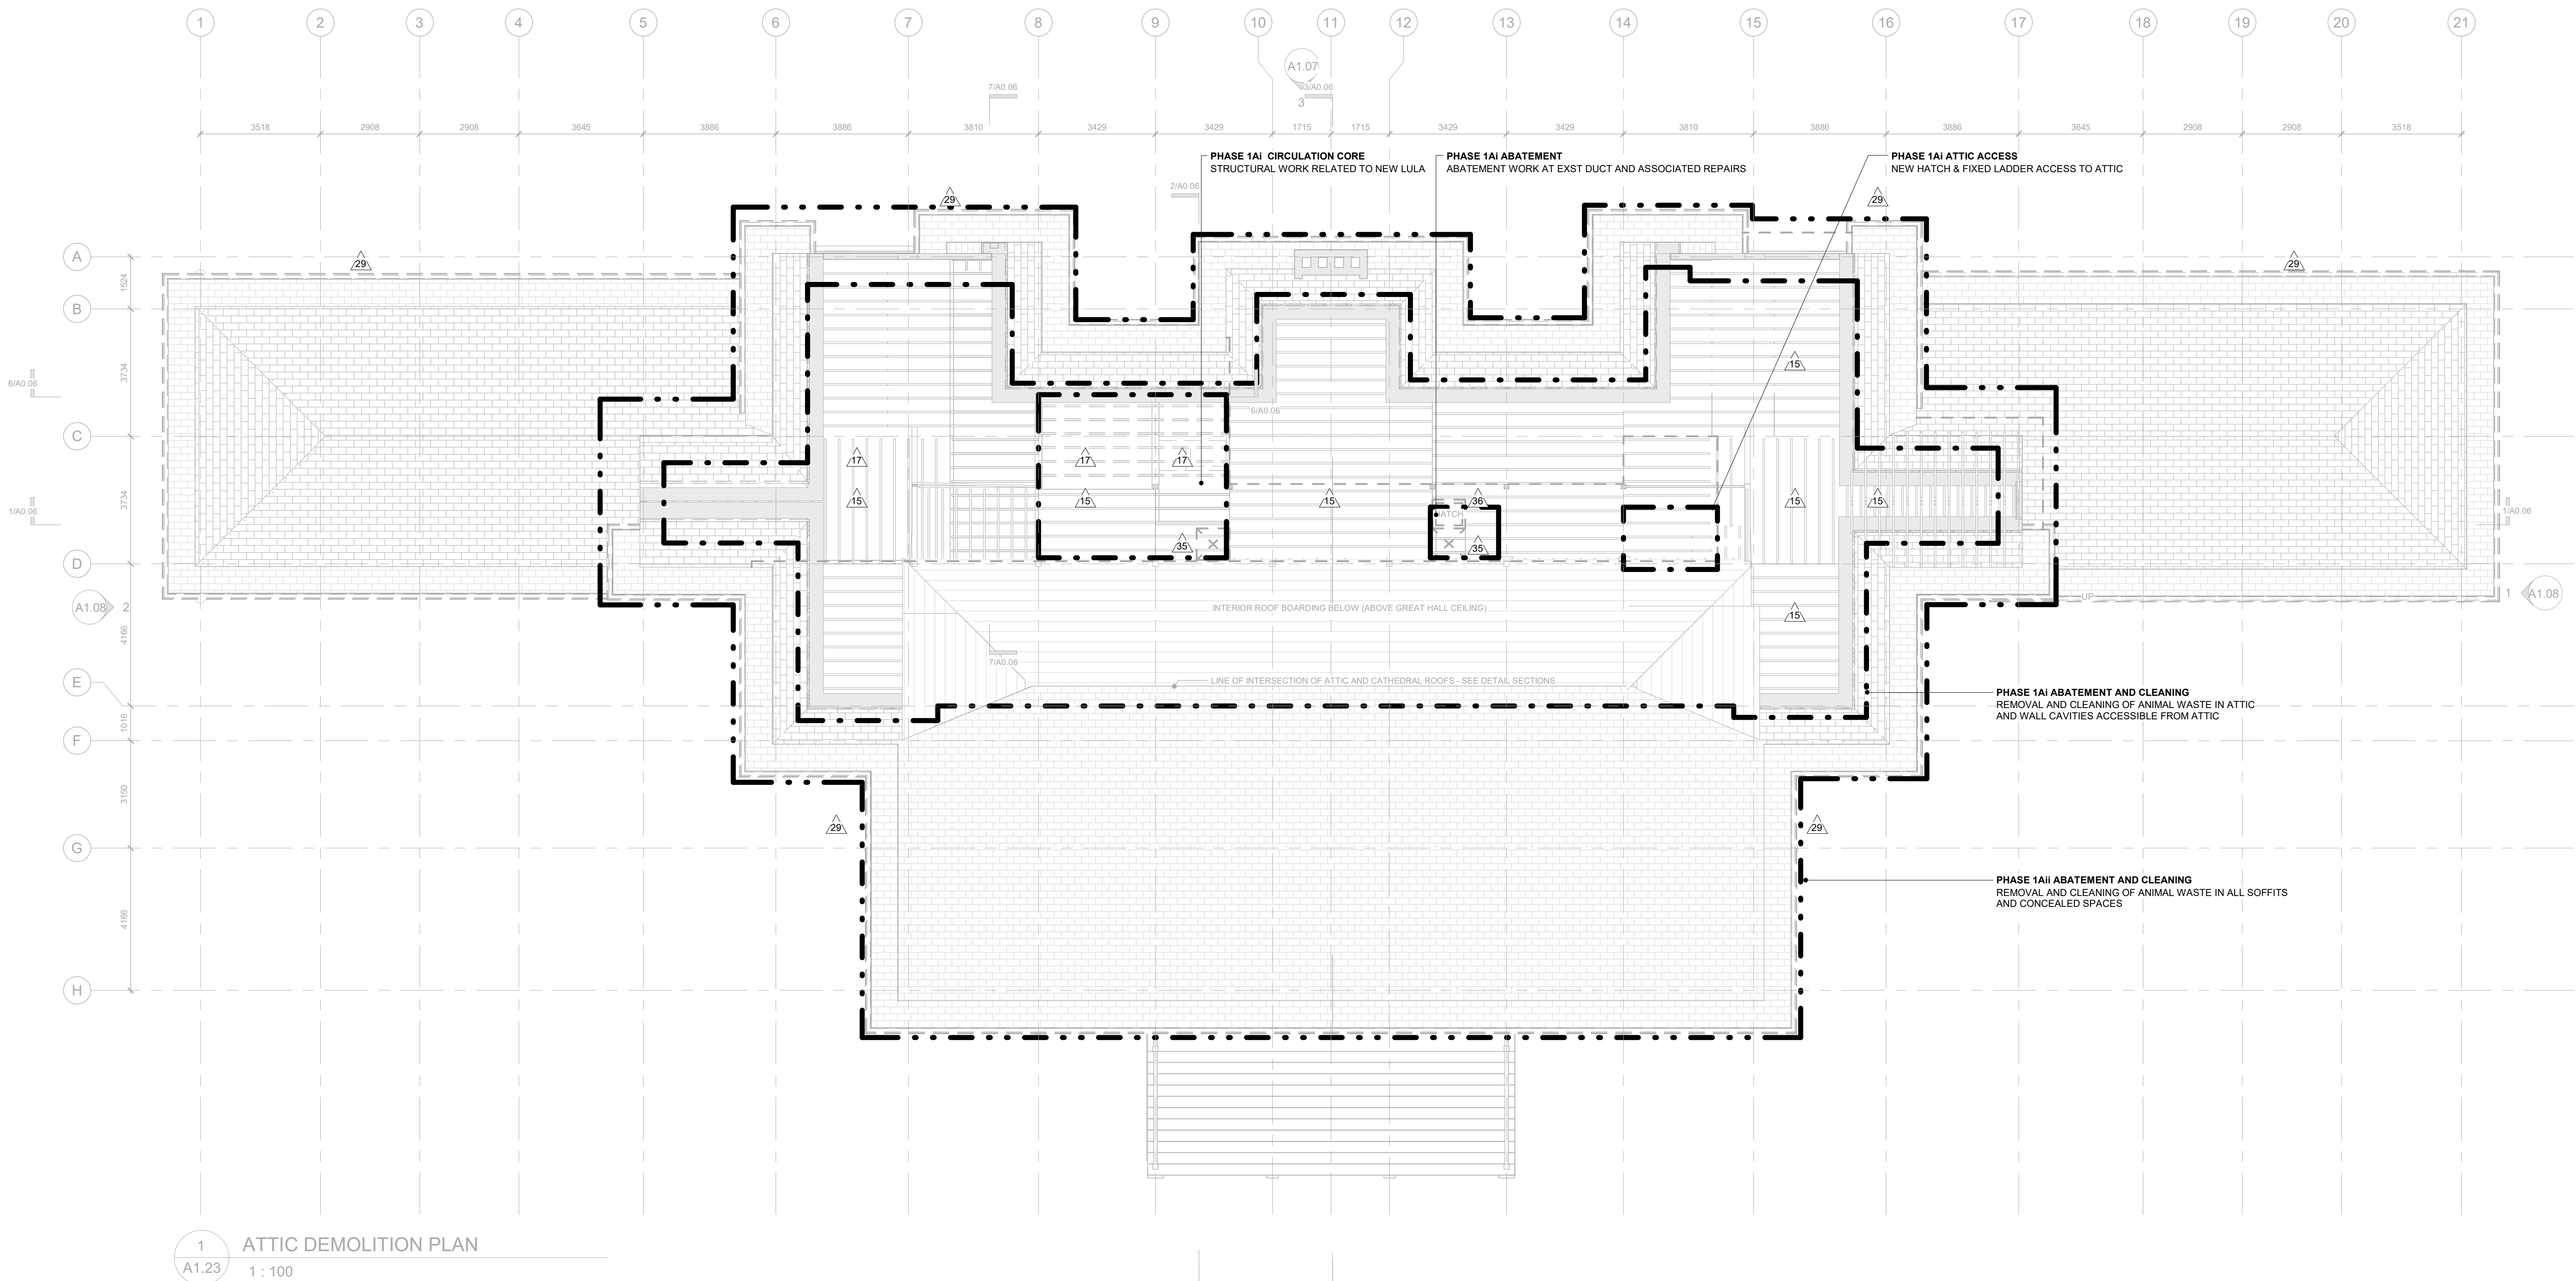 1 2 3 4 5 6 7 8 9 10 11 12 13 14 15 16 17 18 19 20 21
A1.07
3
7/A0.06
3/A0.06
3518 2908 2908 3645 3886 3886 3810 3429 3429 1715 1715 3429 3429 3810 3886 3886 3645 2908 2908 3518
PHASE 1Ai CIRCULATION CORE
STRUCTURAL WORK RELATED TO NEW LULA
PHASE 1Ai ABATEMENT
ABATEMENT WORK AT EXST DUCT AND ASSOCIATED REPAIRS
PHASE 1Ai ATTIC ACCESS
NEW HATCH & FIXED LADDER ACCESS TO ATTIC
2/A0.06
29
29
A
29
29
1524
B
3734
15
6/A0.06
6/A0.06
C
17
17
17
3734
15
15
15
36
15
15
1/A0.06
1/A0.06
HATCH
35
35
D
A1.08
2
UP
1
A1.08
INTERIOR ROOF BOARDING BELOW (ABOVE GREAT HALL CEILING)
15
4166
7/A0.06
E
LINE OF INTERSECTION OF ATTIC AND CATHEDRAL ROOFS - SEE DETAIL SECTIONS
PHASE 1Ai ABATEMENT AND CLEANING
REMOVAL AND CLEANING OF ANIMAL WASTE IN ATTIC
AND WALL CAVITIES ACCESSIBLE FROM ATTIC
1016
F
3150
29
29
G
PHASE 1Aii ABATEMENT AND CLEANING
REMOVAL AND CLEANING OF ANIMAL WASTE IN ALL SOFFITS
AND CONCEALED SPACES
4166
H
1
A1.23
ATTIC DEMOLITION PLAN
1 : 100